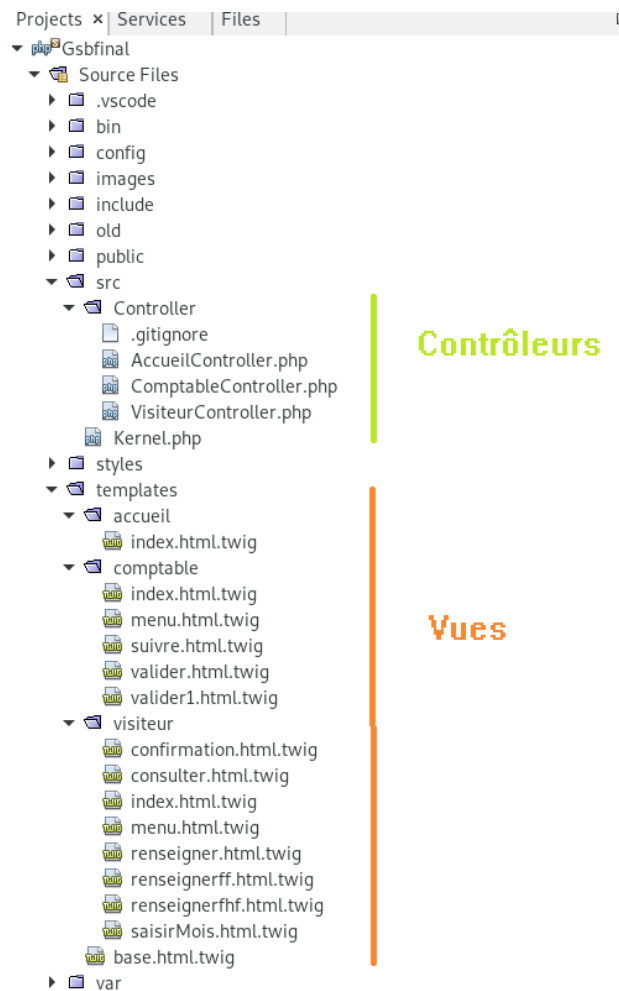 Projects × Services Files
Gsbfinal
Source Files
.vscode
bin
config
images
include
old
public
src
Controller
.gitignore
AccueilController.php
Contrôleurs
ComptableController.php
VisiteurController.php
Kernel.php
styles
templates
accueil
index.html.twig
comptable
index.html.twig
menu.html.twig
Vues
suivre.html.twig
valider.html.twig
valider1.html.twig
visiteur
confirmation.html.twig
consulter.html.twig
index.html.twig
menu.html.twig
renseigner.html.twig
renseignerff.html.twig
renseignerfhf.html.twig
saisirMois.html.twig
base.html.twig
var